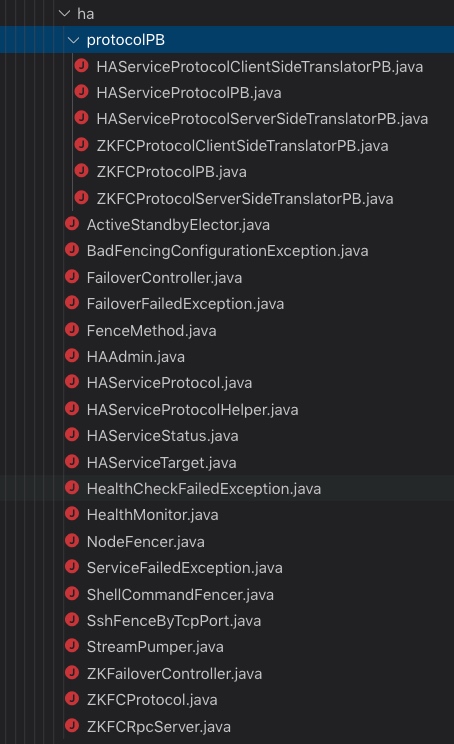 ha
protocolPB
HAServiceProtocolClientSideTranslatorPB.java
HAServiceProtocolPB.java
HAServiceProtocolServerSideTranslatorPB.java
ZKFCProtocolClientSideTranslatorPB.java
ZKFCProtocolPB.java
ZKFCProtocolServerSideTranslatorPB.java
ActiveStandbyElector.java
BadFencingConfigurationException.java
FailoverController.java
FailoverFailedException.java
FenceMethod.java
HAAdmin.java
HAServiceProtocol.java
HAServiceProtocolHelper.java
HAServiceStatus.java
HAServiceTarget.java
HealthCheckFailedException.java
HealthMonitor.java
NodeFencer.java
ServiceFailedException.java
ShellCommandFencer.java
SshFenceByTcpPort.java
StreamPumper.java
ZKFailoverController.java
ZKFCProtocol.java
ZKFCRpcServer.java